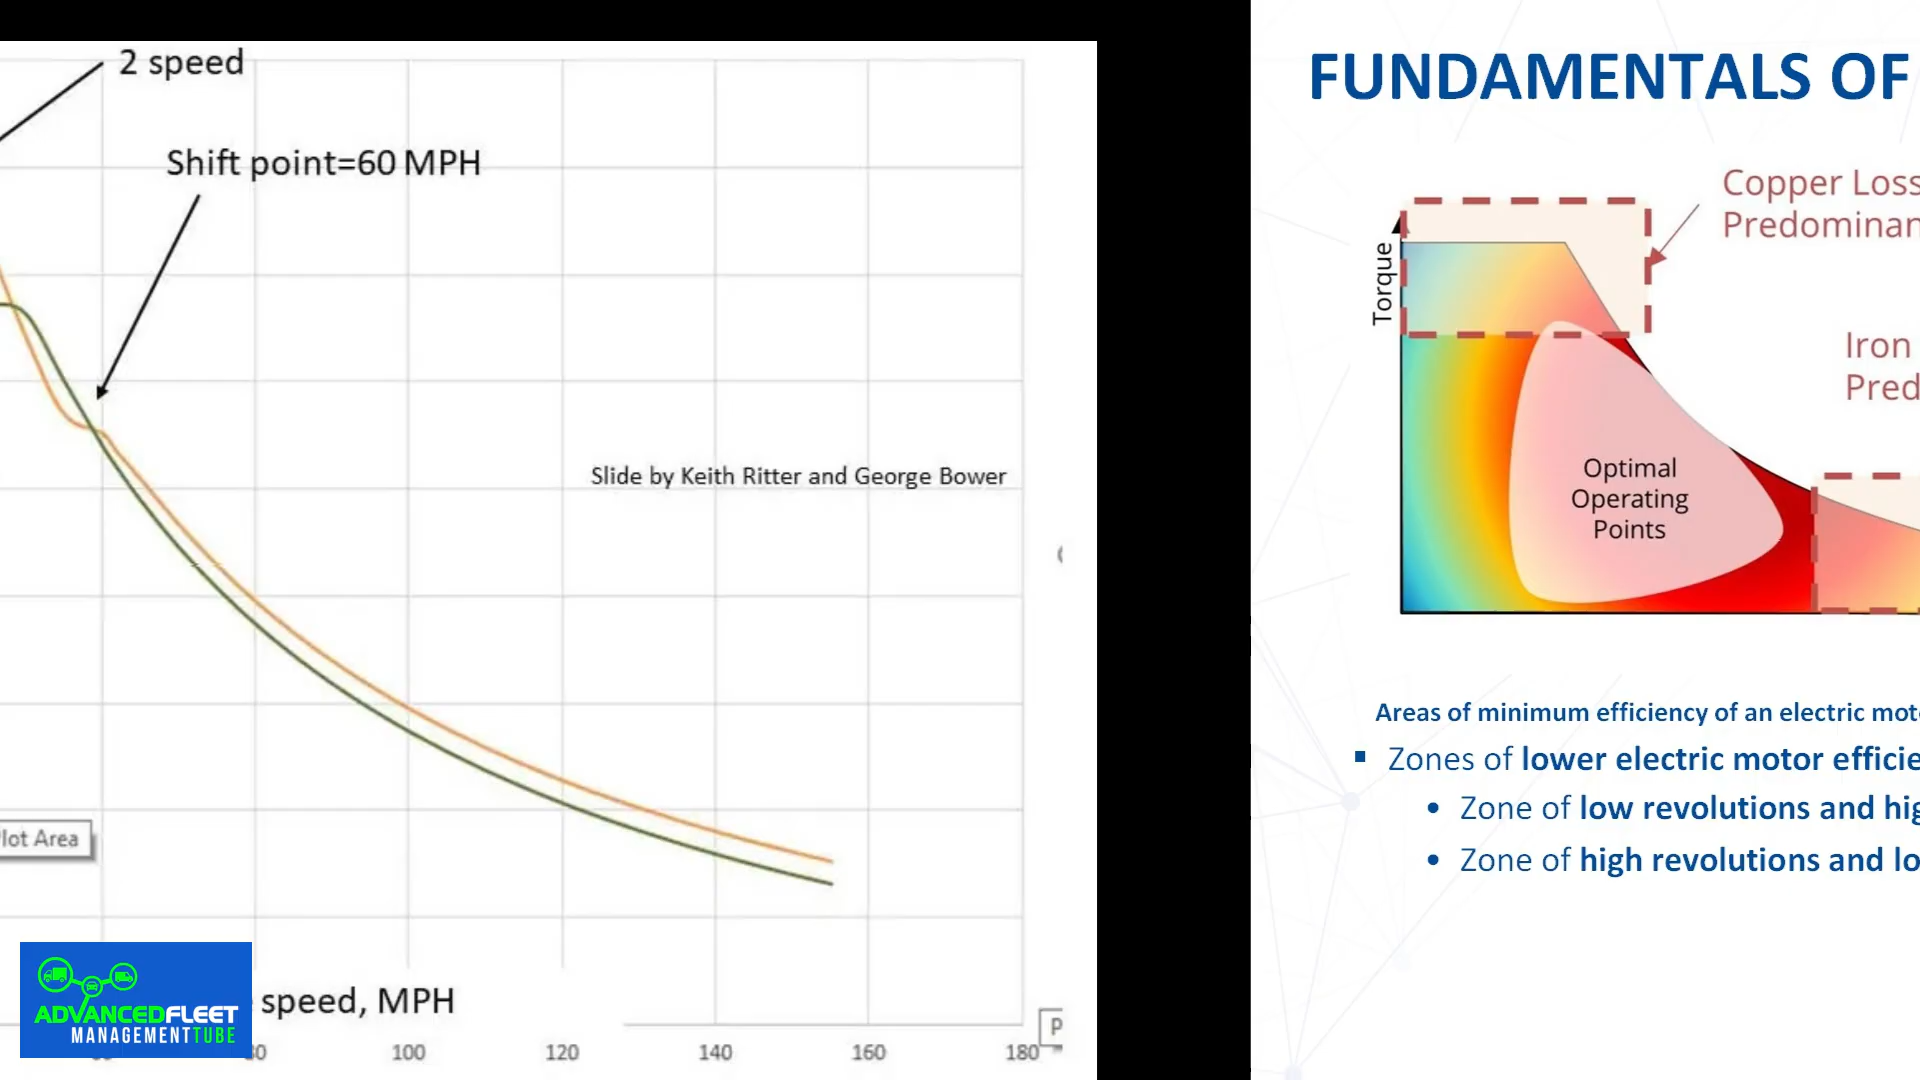 2 speed
Shift point=60 MPH
Slide by Keith Ritter and George Bower
Plot Area
speed, MPH
100
120
140
160
180
P
ADVANCEDFLEET
MANAGEMENTTUBE
FUNDAMENTALS OF
Copper Loss
Predominan
Torque
Iron
Pred
Optimal
Operating
Points
Areas of minimum efficiency of an electric moto
Zones of lower electric motor efficie
• Zone of low revolutions and hig
• Zone of high revolutions and lo